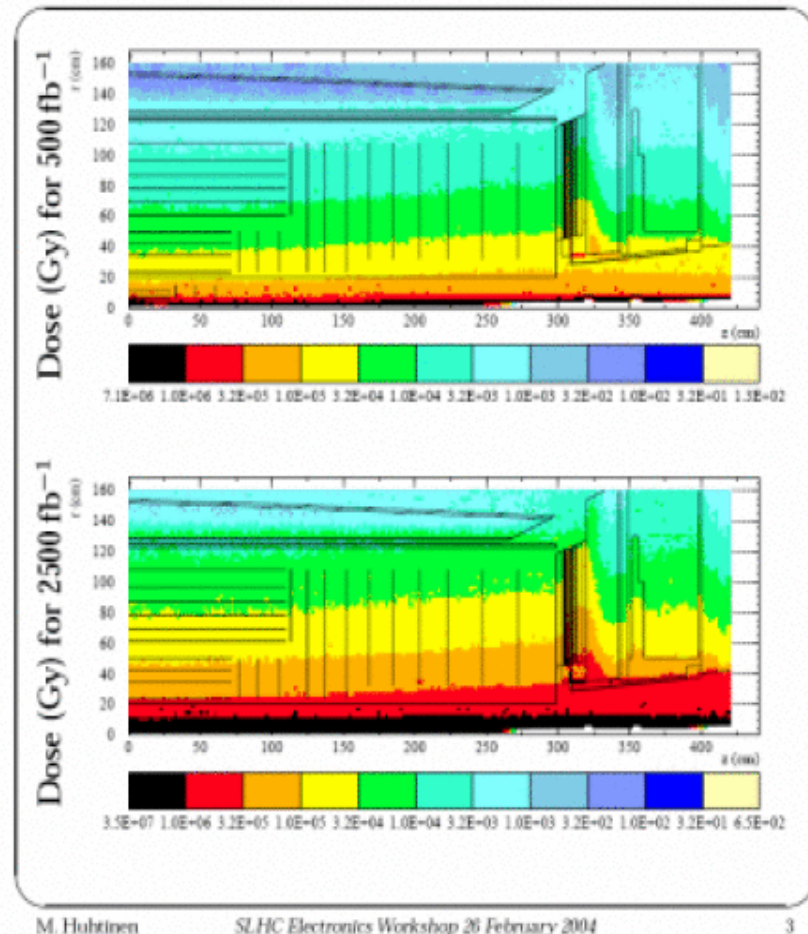 Dose (Gy) for 500 fb⁻¹
r (cm)
160
140
120
100
80
60
40
20
0
0 50 100 150 200 250 300 350 400
z (cm)
7.1E+06 1.0E+06 3.2E+05 1.0E+05 3.2E+04 1.0E+04 3.2E+03 1.0E+03 3.2E+02 1.0E+02 3.2E+01 1.3E+02
Dose (Gy) for 2500 fb⁻¹
r (cm)
160
140
120
100
80
60
40
20
0
0 50 100 150 200 250 300 350 400
z (cm)
3.5E+07 1.0E+06 3.2E+05 1.0E+05 3.2E+04 1.0E+04 3.2E+03 1.0E+03 3.2E+02 1.0E+02 3.2E+01 6.5E+02
M. Huhtinen SLHC Electronics Workshop 26 February 2004 3